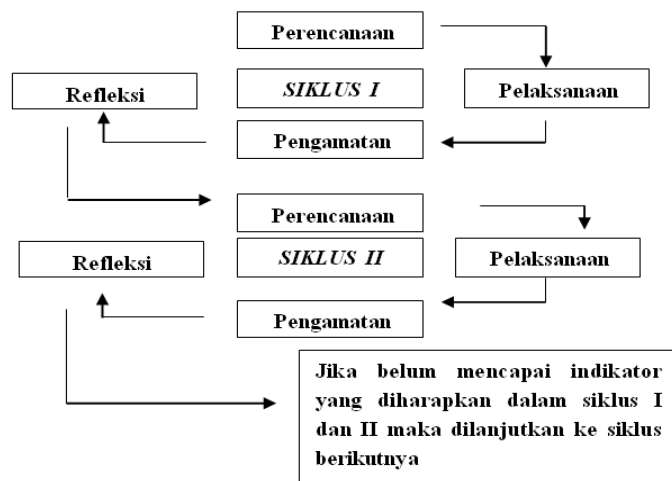 Perencanaan
Refleksi
SIKLUS I
Pelaksanaan
Pengamatan
Perencanaan
Refleksi
SIKLUS II
Pelaksanaan
Pengamatan
Jika belum mencapai indikator
yang diharapkan dalam siklus I
dan II maka dilanjutkan ke siklus
berikutnya